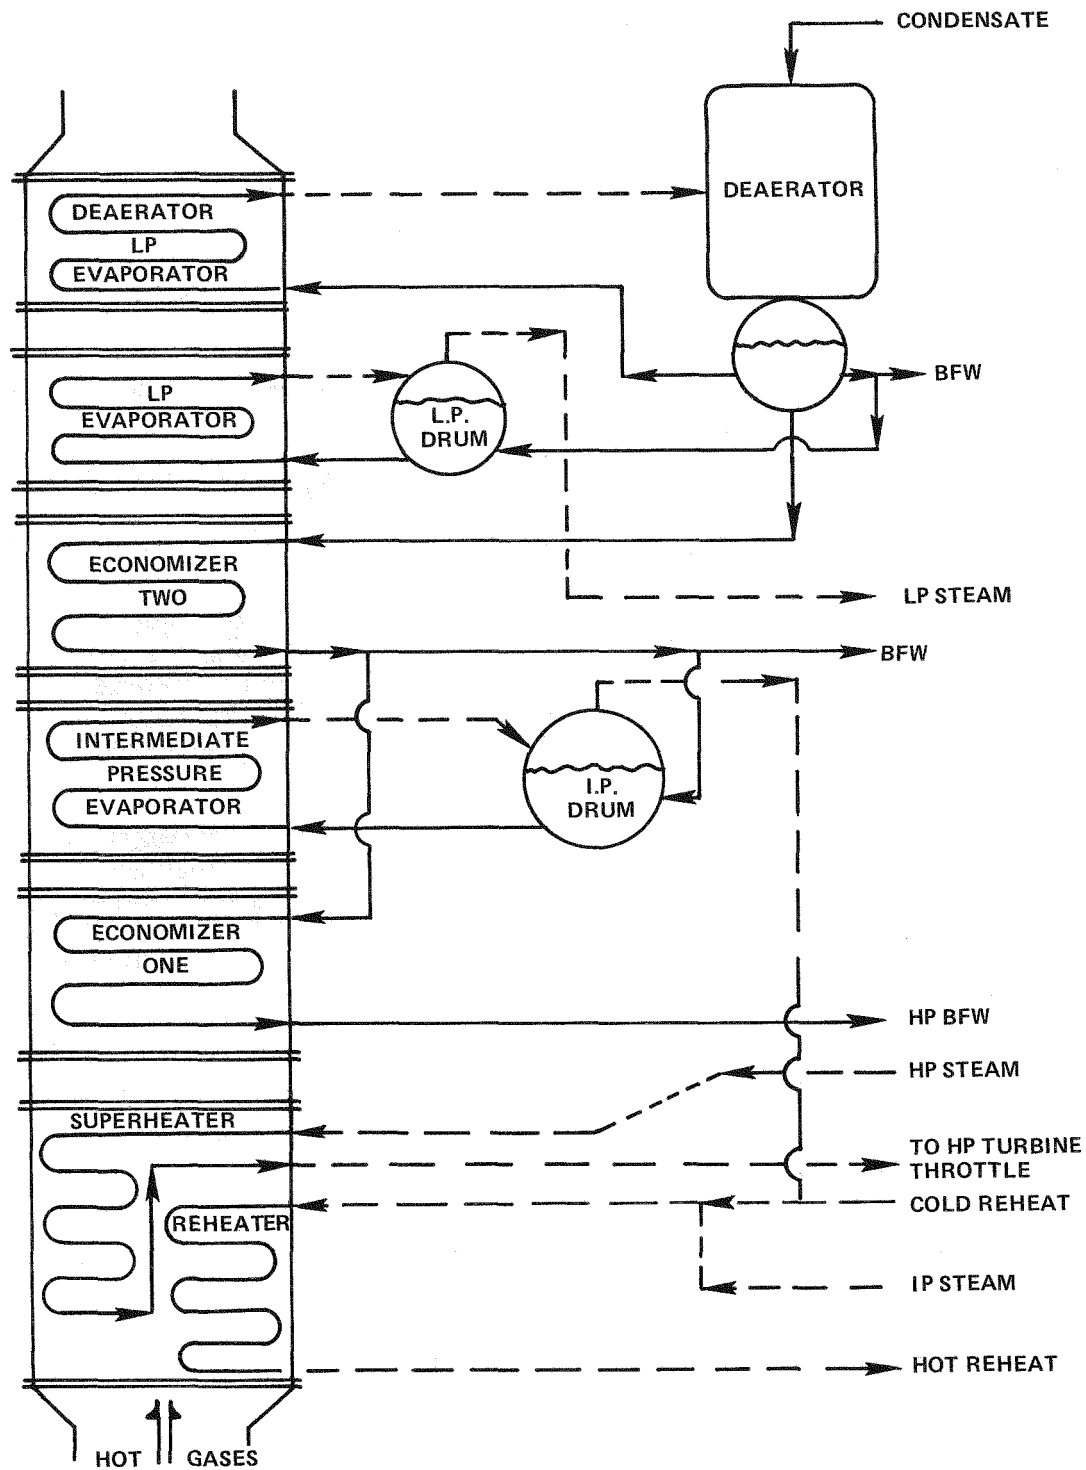 CONDENSATE
DEAERATOR
DEAERATOR
LP
EVAPORATOR
BFW
LP
EVAPORATOR
L.P.
DRUM
ECONOMIZER
TWO
LP STEAM
BFW
INTERMEDIATE
PRESSURE
EVAPORATOR
I.P.
DRUM
ECONOMIZER
ONE
HP BFW
HP STEAM
SUPERHEATER
TO HP TURBINE
THROTTLE
COLD REHEAT
REHEATER
IP STEAM
HOT REHEAT
HOT GASES